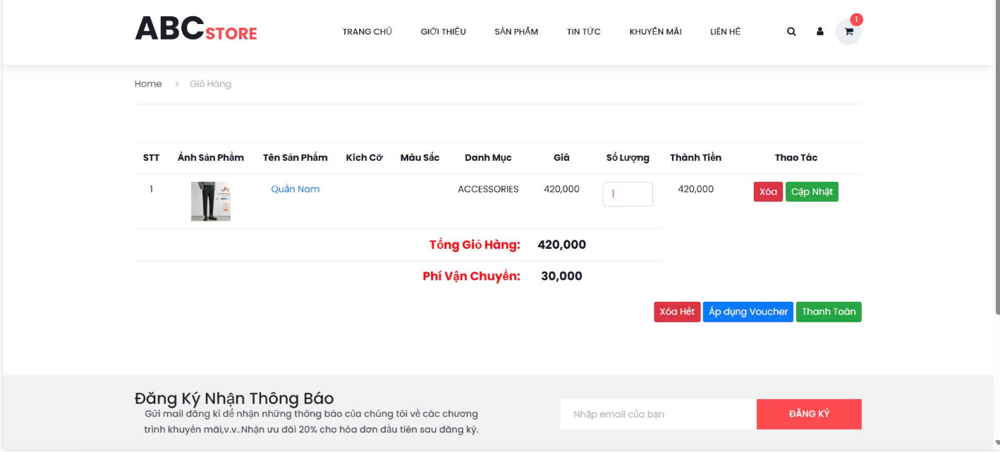 ABCSTORE
TRANG CHỦ GIỚI THIỆU SẢN PHẨM TIN TỨC KHUYẾN MÃI LIÊN HỆ 1
Home > Giỏ Hàng
STT Ảnh Sản Phẩm Tên Sản Phẩm Kích Cỡ Màu Sắc Danh Mục Giá Số Lượng Thành Tiền Thao Tác
1 Quần Nam ACCESSORIES 420,000 1 420,000 Xóa Cập Nhật
Tổng Giỏ Hàng: 420,000
Phí Vận Chuyển: 30,000
Xóa Hết Áp dụng Voucher Thanh Toán
Đăng Ký Nhận Thông Báo
Gửi mail đăng kí để nhận những thông báo của chúng tôi về các chương
trình khuyến mãi,v.v..Nhận ưu đãi 20% cho hóa đơn đầu tiên sau đăng ký.
Nhập email của bạn ĐĂNG KÝ